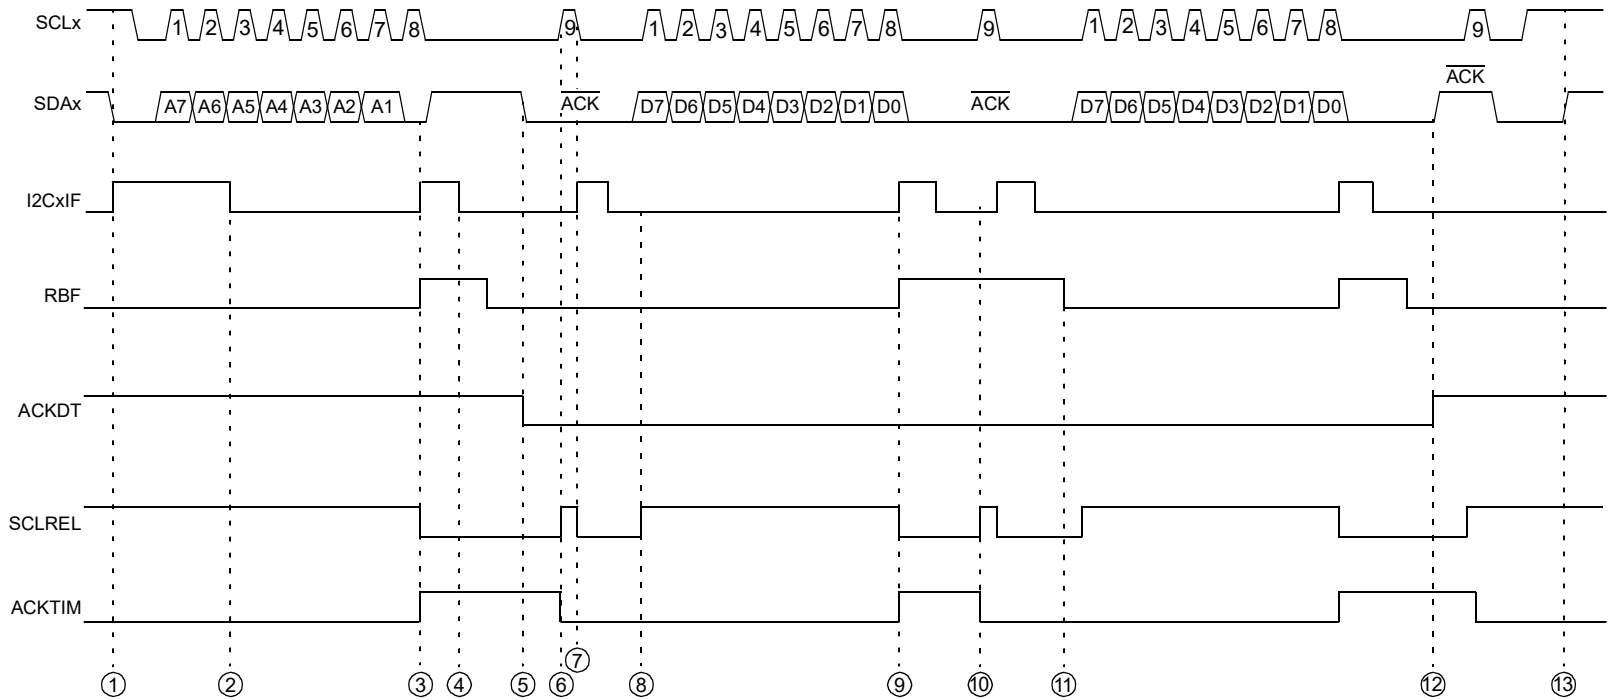 SCLx 1 2 3 4 5 6 7 8 9 1 2 3 4 5 6 7 8 9 1 2 3 4 5 6 7 8 9
ACK
SDAx A7 A6 A5 A4 A3 A2 A1 ACK D7 D6 D5 D4 D3 D2 D1 D0 ACK D7 D6 D5 D4 D3 D2 D1 D0
I2CxIF
RBF
ACKDT
SCLREL
ACKTIM
7
1 2 3 4 5 6 8 9 10 11 12 13